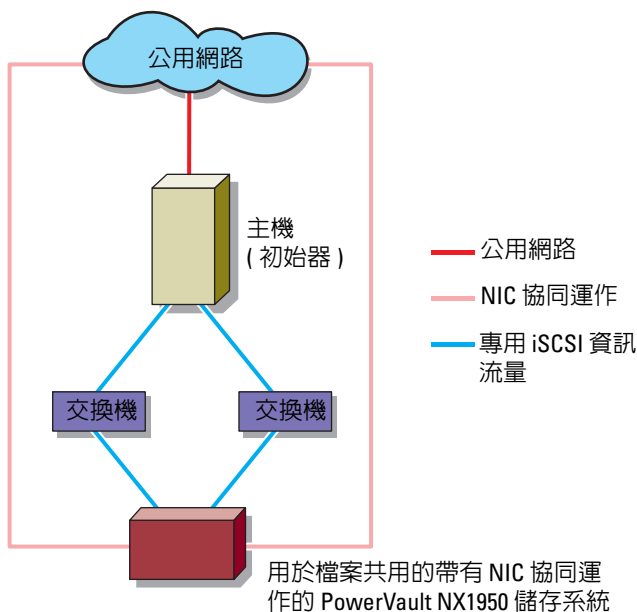 公用網路
主機
( 初始器 )
公用網路
NIC 協同運作
專用 iSCSI 資訊
流量
交換機
交換機
用於檔案共用的帶有 NIC 協同運
作的 PowerVault NX1950 儲存系統